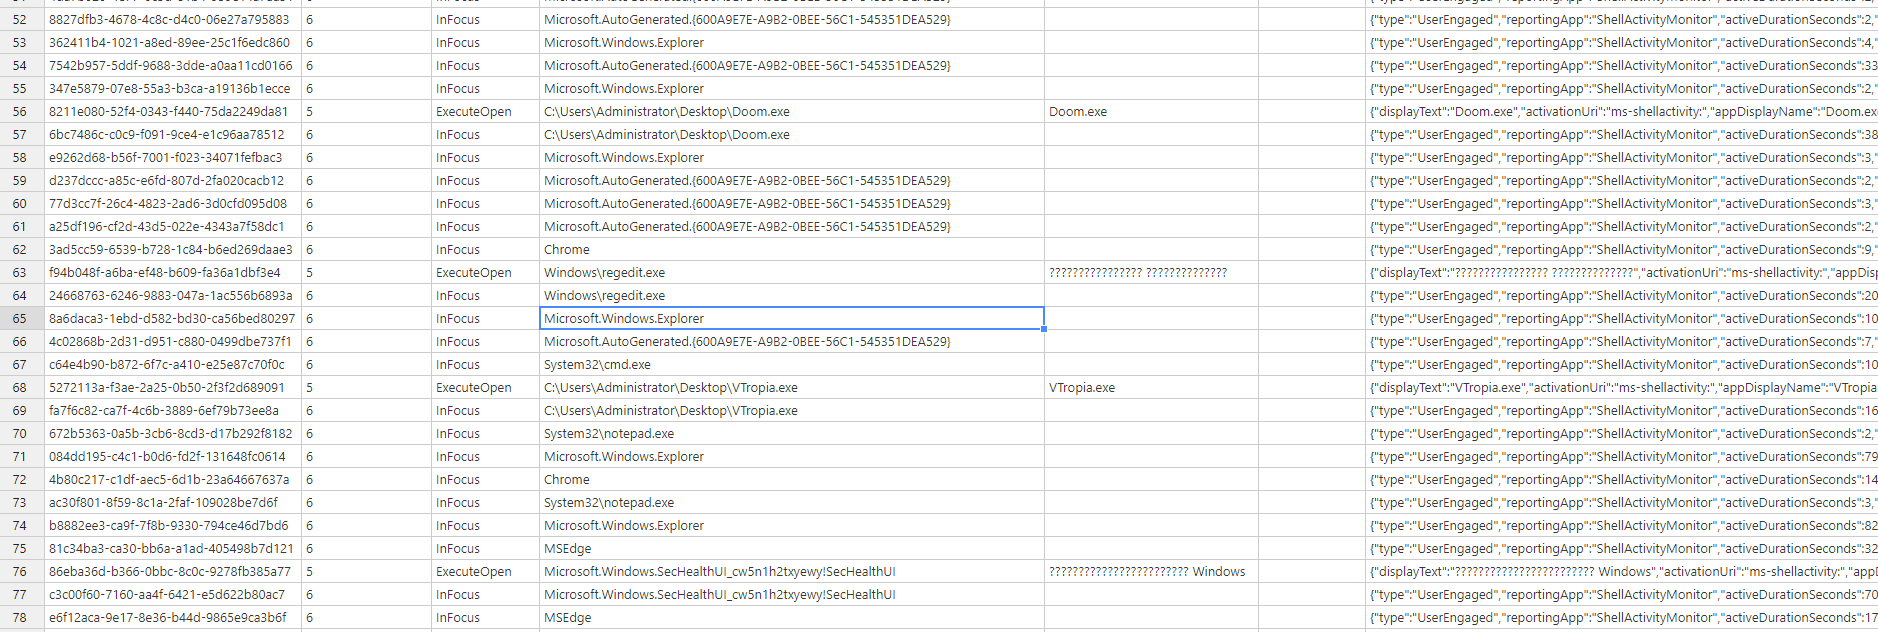 52 8827dfb3-4678-4c8c-d4c0-06e27a795883 6 InFocus Microsoft.AutoGenerated.{600A9E7E-A9B2-0BEE-56C1-545351DEA529} {"type":"UserEngaged","reportingApp":"ShellActivityMonitor","activeDurationSeconds":2,"
53 362411b4-1021-a8ed-89ee-25c1f6edc860 6 InFocus Microsoft.Windows.Explorer {"type":"UserEngaged","reportingApp":"ShellActivityMonitor","activeDurationSeconds":4,"
54 7542b957-5ddf-9688-3dde-a0aa11cd0166 6 InFocus Microsoft.AutoGenerated.{600A9E7E-A9B2-0BEE-56C1-545351DEA529} {"type":"UserEngaged","reportingApp":"ShellActivityMonitor","activeDurationSeconds":33
55 347e5879-07e8-55a3-b3ca-a19136b1ecce 6 InFocus Microsoft.Windows.Explorer {"type":"UserEngaged","reportingApp":"ShellActivityMonitor","activeDurationSeconds":2,"
56 8211e080-52f4-0343-f440-75da2249da81 5 ExecuteOpen C:\Users\Administrator\Desktop\Doom.exe Doom.exe {"displayText":"Doom.exe","activationUri":"ms-shellactivity:","appDisplayName":"Doom.ex
57 6bc7486c-c0c9-f091-9ce4-e1c96aa78512 6 InFocus C:\Users\Administrator\Desktop\Doom.exe {"type":"UserEngaged","reportingApp":"ShellActivityMonitor","activeDurationSeconds":38
58 e9262d68-b56f-7001-f023-34071fefbac3 6 InFocus Microsoft.Windows.Explorer {"type":"UserEngaged","reportingApp":"ShellActivityMonitor","activeDurationSeconds":3,"
59 d237dccc-a85c-e6fd-807d-2fa020cacb12 6 InFocus Microsoft.AutoGenerated.{600A9E7E-A9B2-0BEE-56C1-545351DEA529} {"type":"UserEngaged","reportingApp":"ShellActivityMonitor","activeDurationSeconds":2,"
60 77d3cc7f-26c4-4823-2ad6-3d0cfd095d08 6 InFocus Microsoft.AutoGenerated.{600A9E7E-A9B2-0BEE-56C1-545351DEA529} {"type":"UserEngaged","reportingApp":"ShellActivityMonitor","activeDurationSeconds":3,"
61 a25df196-cf2d-43d5-022e-4343a7f58dc1 6 InFocus Microsoft.AutoGenerated.{600A9E7E-A9B2-0BEE-56C1-545351DEA529} {"type":"UserEngaged","reportingApp":"ShellActivityMonitor","activeDurationSeconds":2,"
62 3ad5cc59-6539-b728-1c84-b6ed269daae3 6 InFocus Chrome {"type":"UserEngaged","reportingApp":"ShellActivityMonitor","activeDurationSeconds":9,"
63 f94b048f-a6ba-ef48-b609-fa36a1dbf3e4 5 ExecuteOpen Windows\regedit.exe ???????????????? ?????????????? {"displayText":"???????????????? ??????????????","activationUri":"ms-shellactivity:","appDisp
64 24668763-6246-9883-047a-1ac556b6893a 6 InFocus Windows\regedit.exe {"type":"UserEngaged","reportingApp":"ShellActivityMonitor","activeDurationSeconds":20
65 8a6daca3-1ebd-d582-bd30-ca56bed80297 6 InFocus Microsoft.Windows.Explorer {"type":"UserEngaged","reportingApp":"ShellActivityMonitor","activeDurationSeconds":10
66 4c02868b-2d31-d951-c880-0499dbe737f1 6 InFocus Microsoft.AutoGenerated.{600A9E7E-A9B2-0BEE-56C1-545351DEA529} {"type":"UserEngaged","reportingApp":"ShellActivityMonitor","activeDurationSeconds":7,"
67 c64e4b90-b872-6f7c-a410-e25e87c70f0c 6 InFocus System32\cmd.exe {"type":"UserEngaged","reportingApp":"ShellActivityMonitor","activeDurationSeconds":10
68 5272113a-f3ae-2a25-0b50-2f3f2d689091 5 ExecuteOpen C:\Users\Administrator\Desktop\VTropia.exe VTropia.exe {"displayText":"VTropia.exe","activationUri":"ms-shellactivity:","appDisplayName":"VTropia
69 fa7f6c82-ca7f-4c6b-3889-6ef79b73ee8a 6 InFocus C:\Users\Administrator\Desktop\VTropia.exe {"type":"UserEngaged","reportingApp":"ShellActivityMonitor","activeDurationSeconds":16
70 672b5363-0a5b-3cb6-8cd3-d17b292f8182 6 InFocus System32\notepad.exe {"type":"UserEngaged","reportingApp":"ShellActivityMonitor","activeDurationSeconds":2,"
71 084dd195-c4c1-b0d6-fd2f-131648fc0614 6 InFocus Microsoft.Windows.Explorer {"type":"UserEngaged","reportingApp":"ShellActivityMonitor","activeDurationSeconds":79
72 4b80c217-c1df-aec5-6d1b-23a64667637a 6 InFocus Chrome {"type":"UserEngaged","reportingApp":"ShellActivityMonitor","activeDurationSeconds":14
73 ac30f801-8f59-8c1a-2faf-109028be7d6f 6 InFocus System32\notepad.exe {"type":"UserEngaged","reportingApp":"ShellActivityMonitor","activeDurationSeconds":3,"
74 b8882ee3-ca9f-7f8b-9330-794ce46d7bd6 6 InFocus Microsoft.Windows.Explorer {"type":"UserEngaged","reportingApp":"ShellActivityMonitor","activeDurationSeconds":82
75 81c34ba3-ca30-bb6a-a1ad-405498b7d121 6 InFocus MSEdge {"type":"UserEngaged","reportingApp":"ShellActivityMonitor","activeDurationSeconds":32
76 86eba36d-b366-0bbc-8c0c-9278fb385a77 5 ExecuteOpen Microsoft.Windows.SecHealthUI_cw5n1h2txyewy!SecHealthUI ???????????????????????? Windows {"displayText":"???????????????????????? Windows","activationUri":"ms-shellactivity:","appD
77 c3c00f60-7160-aa4f-6421-e5d622b80ac7 6 InFocus Microsoft.Windows.SecHealthUI_cw5n1h2txyewy!SecHealthUI {"type":"UserEngaged","reportingApp":"ShellActivityMonitor","activeDurationSeconds":70
78 e6f12aca-9e17-8e36-b44d-9865e9ca3b6f 6 InFocus MSEdge {"type":"UserEngaged","reportingApp":"ShellActivityMonitor","activeDurationSeconds":17